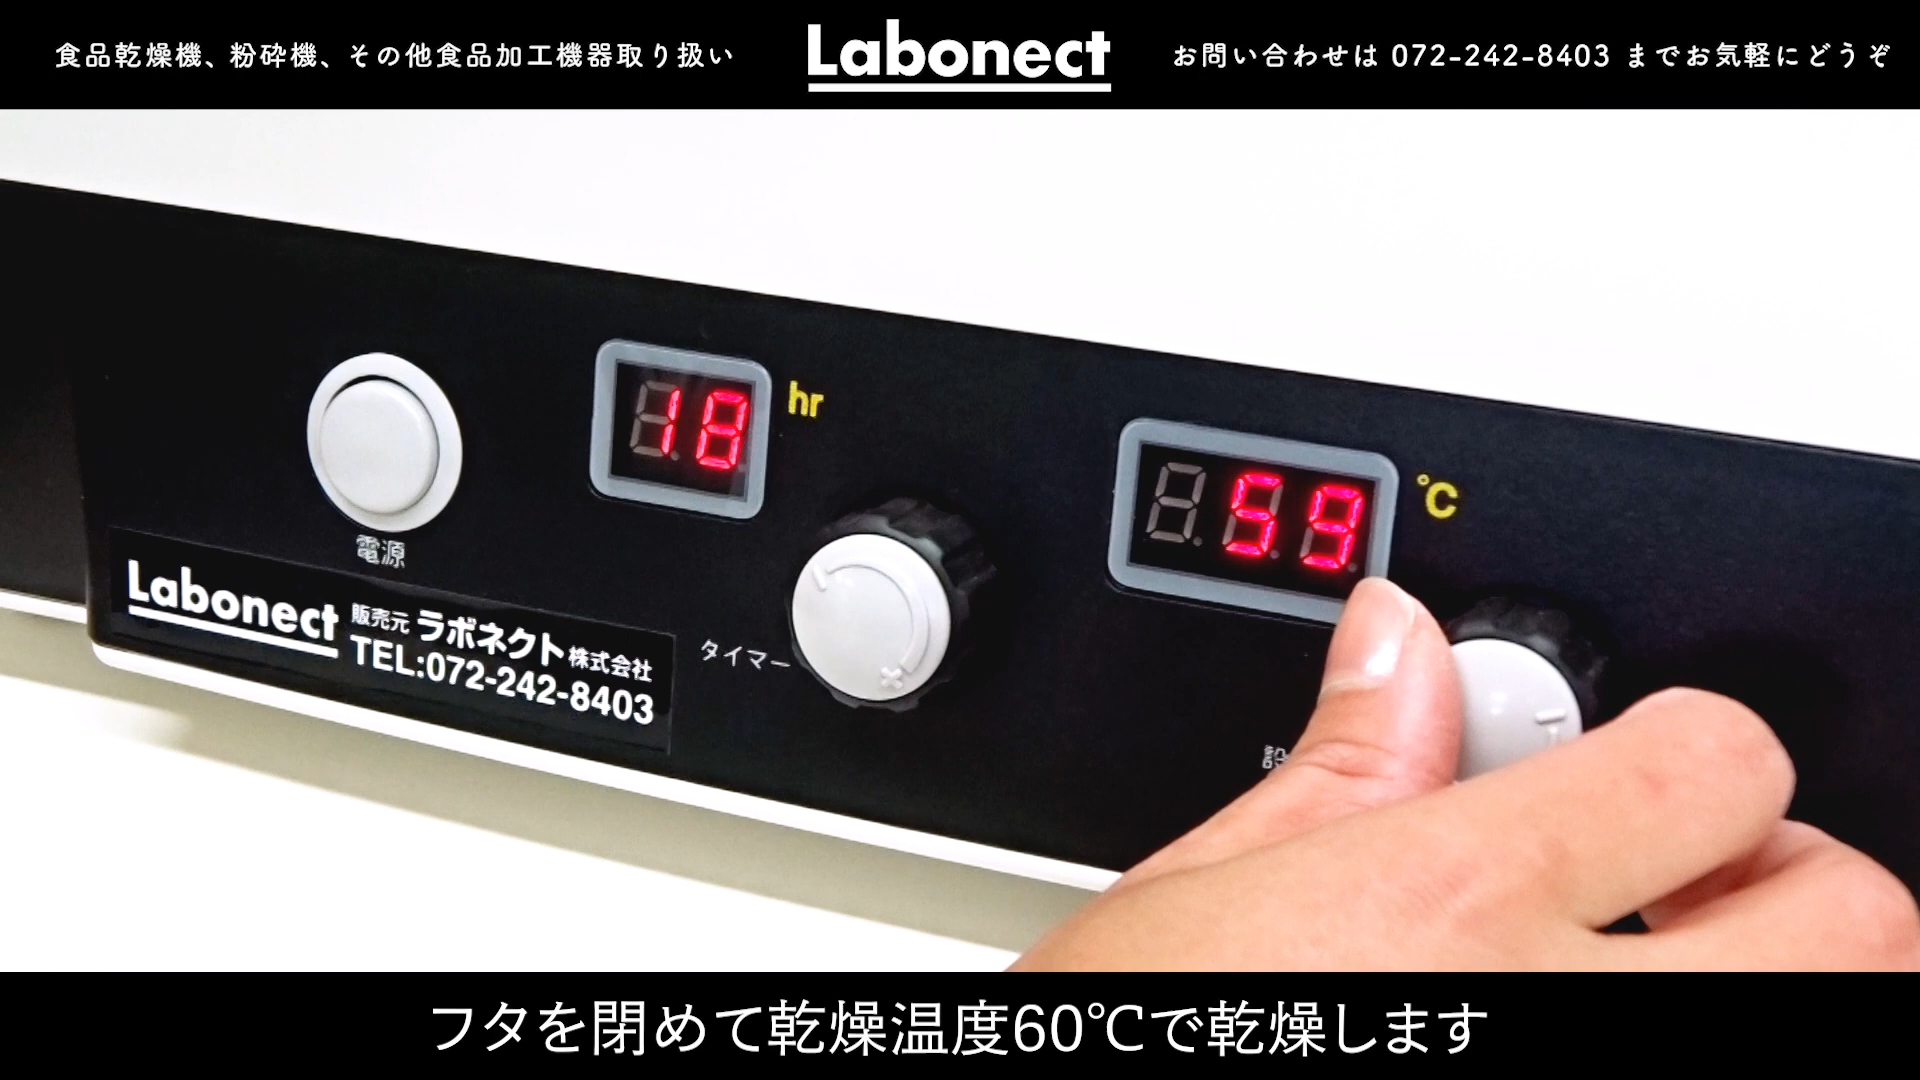 食品乾燥機、粉砕機、その他食品加工機器取り扱い
Labonect
お問い合わせは 072-242-8403 までお気軽にどうぞ
18 hr
59 ℃
電源
タイマー
Labonect 販売元 ラボネクト株式会社
TEL:072-242-8403
フタを閉めて乾燥温度60℃で乾燥します